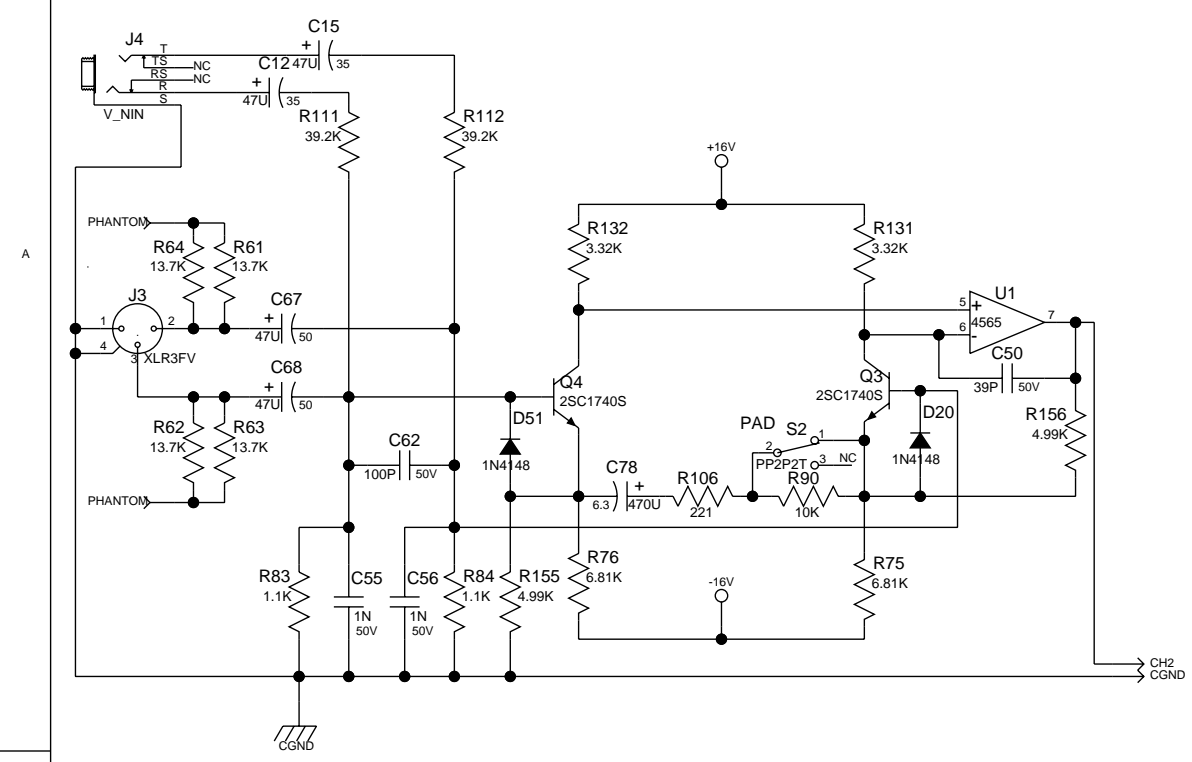 C15
J4
T
+
47U
35
TS
NC
C12
RS
NC
+
R
47U
35
S
V_NIN
R111
39.2K
R112
39.2K
+16V
PHANTOM
R64
13.7K
R61
13.7K
R132
3.32K
R131
3.32K
A
J3
1
2
4
3
XLR3FV
C67
+
47U
50
U1
5
+
4565
6
-
7
C50
39P
50V
C68
+
47U
50
Q4
2SC1740S
Q3
2SC1740S
R62
13.7K
R63
13.7K
D51
1N4148
PAD
S2
1
2
PP2P2T
3
NC
D20
1N4148
R156
4.99K
C62
100P
50V
PHANTOM
C78
+
6.3
470U
R106
221
R90
10K
R83
1.1K
C55
1N
50V
C56
1N
50V
R84
1.1K
R155
4.99K
R76
6.81K
-16V
R75
6.81K
CH2
CGND
CGND